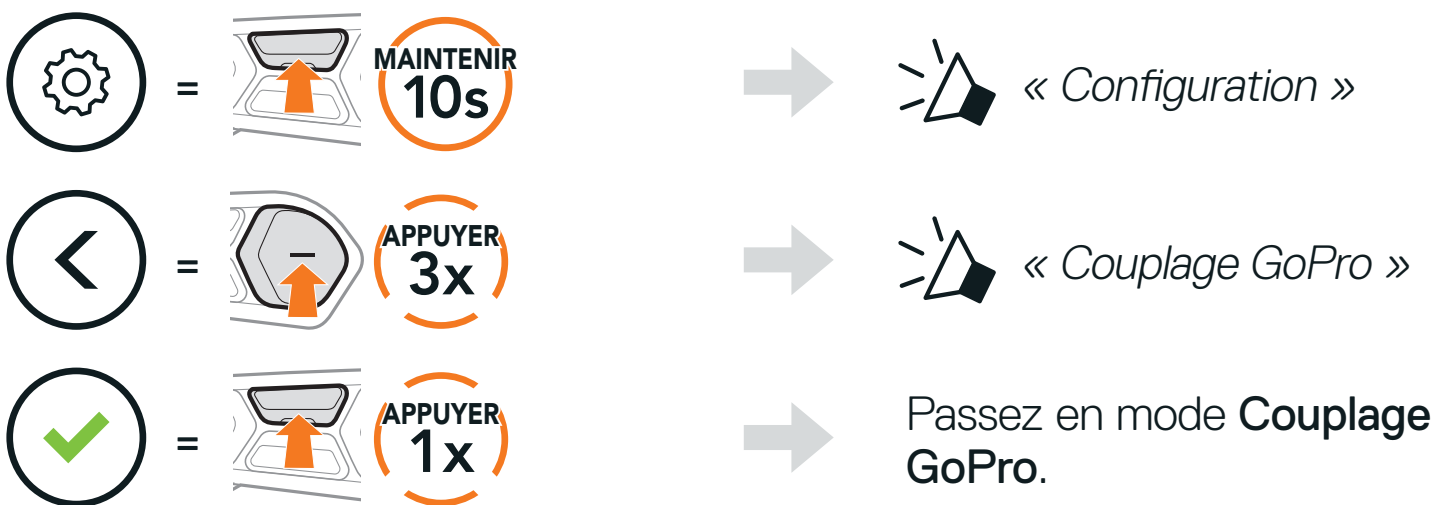 = MAINTENIR 10s « Configuration »
= − APPUYER 3x « Couplage GoPro »
= APPUYER 1x Passez en mode Couplage
GoPro.